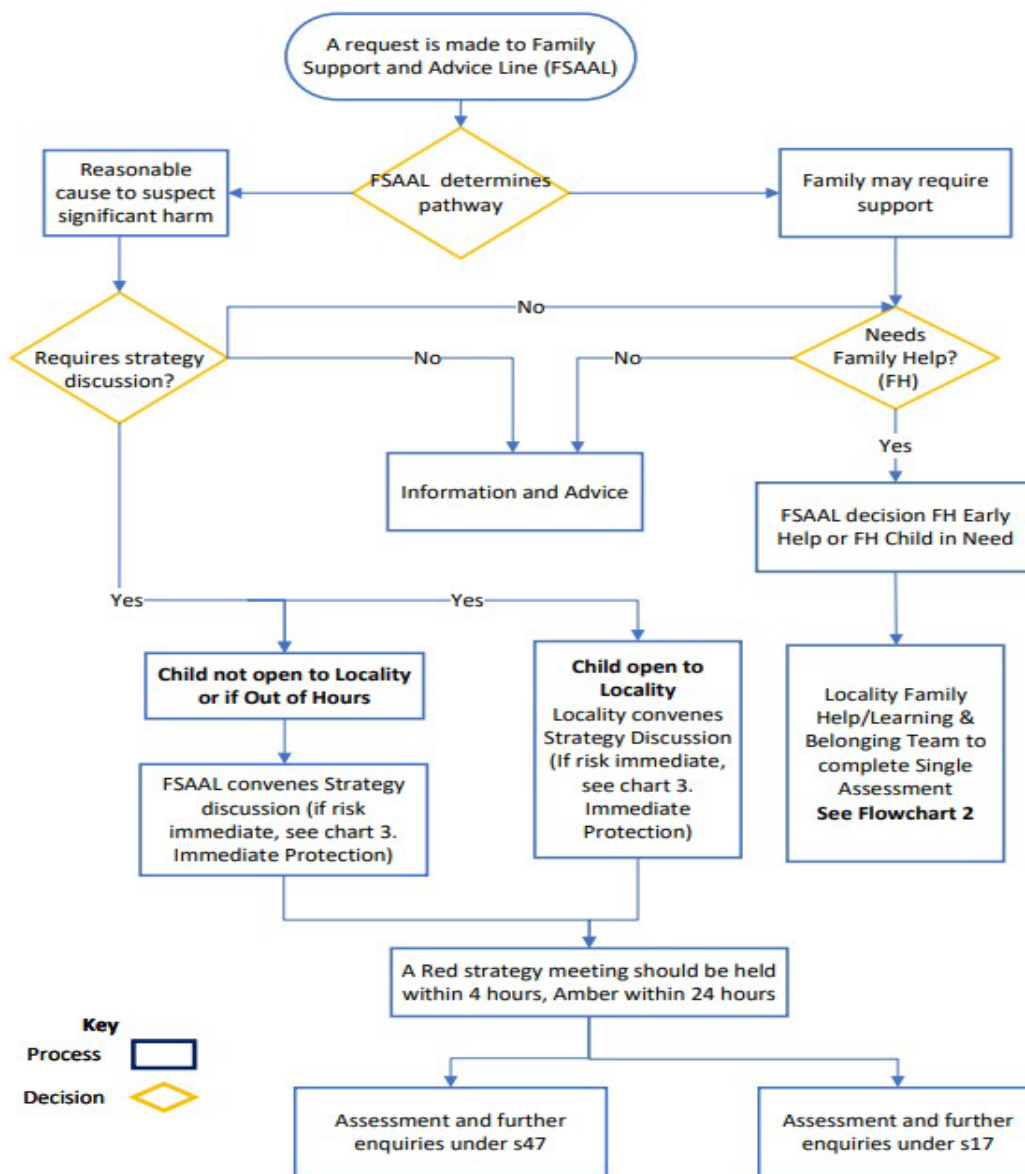 A request is made to Family
Support and Advice Line (FSAAL)
Reasonable
cause to suspect
significant harm
FSAAL determines
pathway
Family may require
support
No
Requires strategy
discussion?
No
No
Needs
Family Help?
(FH)
Yes
Information and Advice
FSAAL decision FH Early
Help or FH Child in Need
Yes
Yes
Child not open to Locality
or if Out of Hours
Child open to
Locality
Locality convenes
Strategy Discussion
(If risk immediate,
see chart 3.
Immediate
Protection)
Locality Family
Help/Learning &
Belonging Team to
complete Single
Assessment
See Flowchart 2
FSAAL convenes Strategy
discussion (if risk
immediate, see chart 3.
Immediate Protection)
A Red strategy meeting should be held
within 4 hours, Amber within 24 hours
Key
Process
Decision
Assessment and further
enquiries under s47
Assessment and further
enquiries under s17